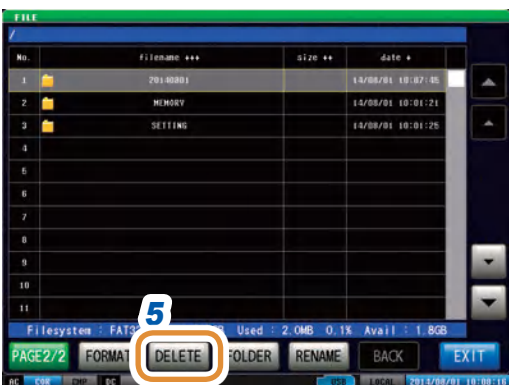 FILE
/
No. filename +++ size ++ date +
1 20140801 14/08/01 10:07:45
2 MEMORY 14/08/01 10:01:21
3 SETTING 14/08/01 10:01:25
4
5
6
7
8
9
10
11
5
Filesystem : Used : 2.0MB 0.1% Avail : 1.8GB
PAGE2/2 FORMAT DELETE FOLDER RENAME BACK EXIT
AC COR CMP DC USB LOCAL 2014/08/01 10:08:16